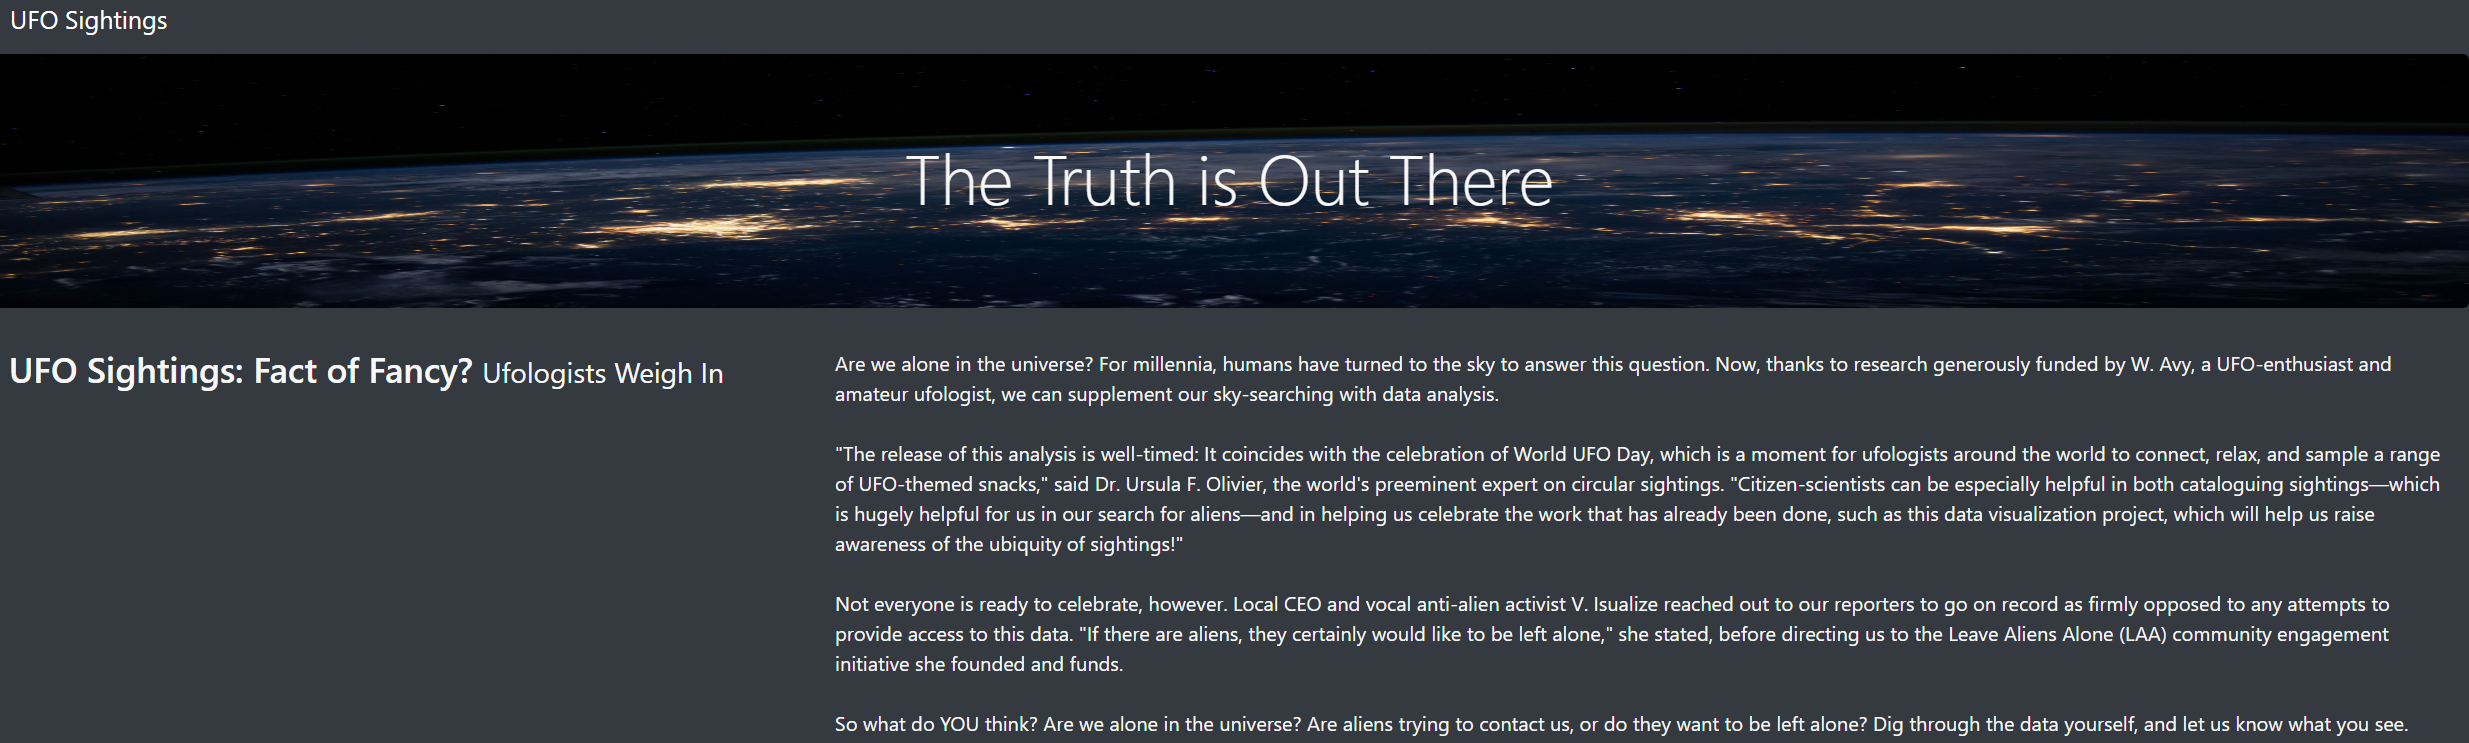 UFO Sightings
The Truth is Out There
UFO Sightings: Fact of Fancy? Ufologists Weigh In
Are we alone in the universe? For millennia, humans have turned to the sky to answer this question. Now, thanks to research generously funded by W. Avy, a UFO-enthusiast and
amateur ufologist, we can supplement our sky-searching with data analysis.
"The release of this analysis is well-timed: It coincides with the celebration of World UFO Day, which is a moment for ufologists around the world to connect, relax, and sample a range
of UFO-themed snacks," said Dr. Ursula F. Olivier, the world's preeminent expert on circular sightings. "Citizen-scientists can be especially helpful in both cataloguing sightings—which
is hugely helpful for us in our search for aliens—and in helping us celebrate the work that has already been done, such as this data visualization project, which will help us raise
awareness of the ubiquity of sightings!"
Not everyone is ready to celebrate, however. Local CEO and vocal anti-alien activist V. Isualize reached out to our reporters to go on record as firmly opposed to any attempts to
provide access to this data. "If there are aliens, they certainly would like to be left alone," she stated, before directing us to the Leave Aliens Alone (LAA) community engagement
initiative she founded and funds.
So what do YOU think? Are we alone in the universe? Are aliens trying to contact us, or do they want to be left alone? Dig through the data yourself, and let us know what you see.